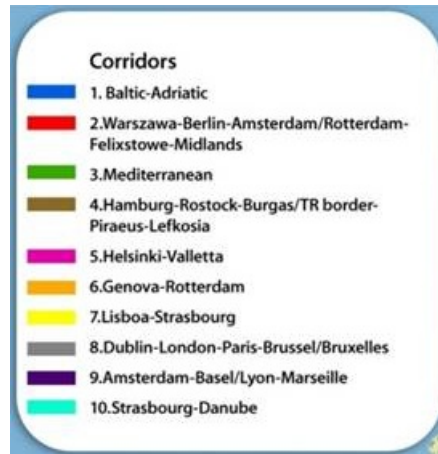 Corridors
1. Baltic-Adriatic
2.Warszawa-Berlin-Amsterdam/Rotterdam-
Felixstowe-Midlands
3.Mediterranean
4.Hamburg-Rostock-Burgas/TR border-
Piraeus-Lefkosia
5.Helsinki-Valletta
6.Genova-Rotterdam
7.Lisboa-Strasbourg
8.Dublin-London-Paris-Brussel/Bruxelles
9.Amsterdam-Basel/Lyon-Marseille
10.Strasbourg-Danube